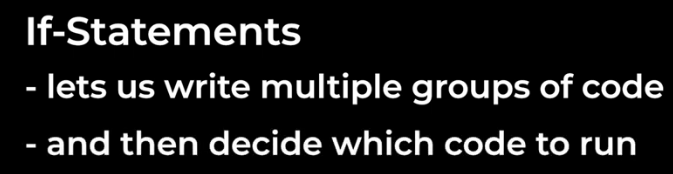 If-Statements
- lets us write multiple groups of code
- and then decide which code to run